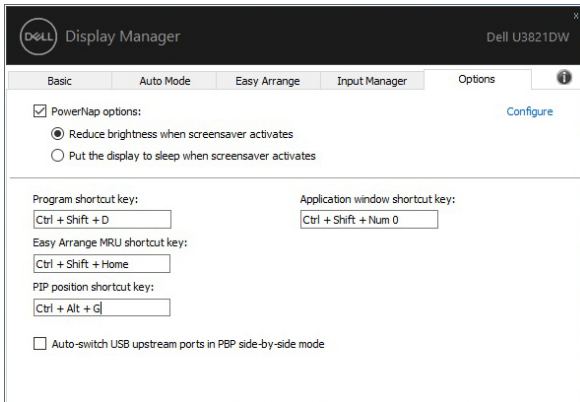 x
DELL Display Manager Dell U3821DW
Basic Auto Mode Easy Arrange Input Manager Options i
PowerNap options: Configure
Reduce brightness when screensaver activates
Put the display to sleep when screensaver activates
Program shortcut key: Application window shortcut key:
Ctrl + Shift + D Ctrl + Shift + Num 0
Easy Arrange MRU shortcut key:
Ctrl + Shift + Home
PIP position shortcut key:
Ctrl + Alt + G
Auto-switch USB upstream ports in PBP side-by-side mode